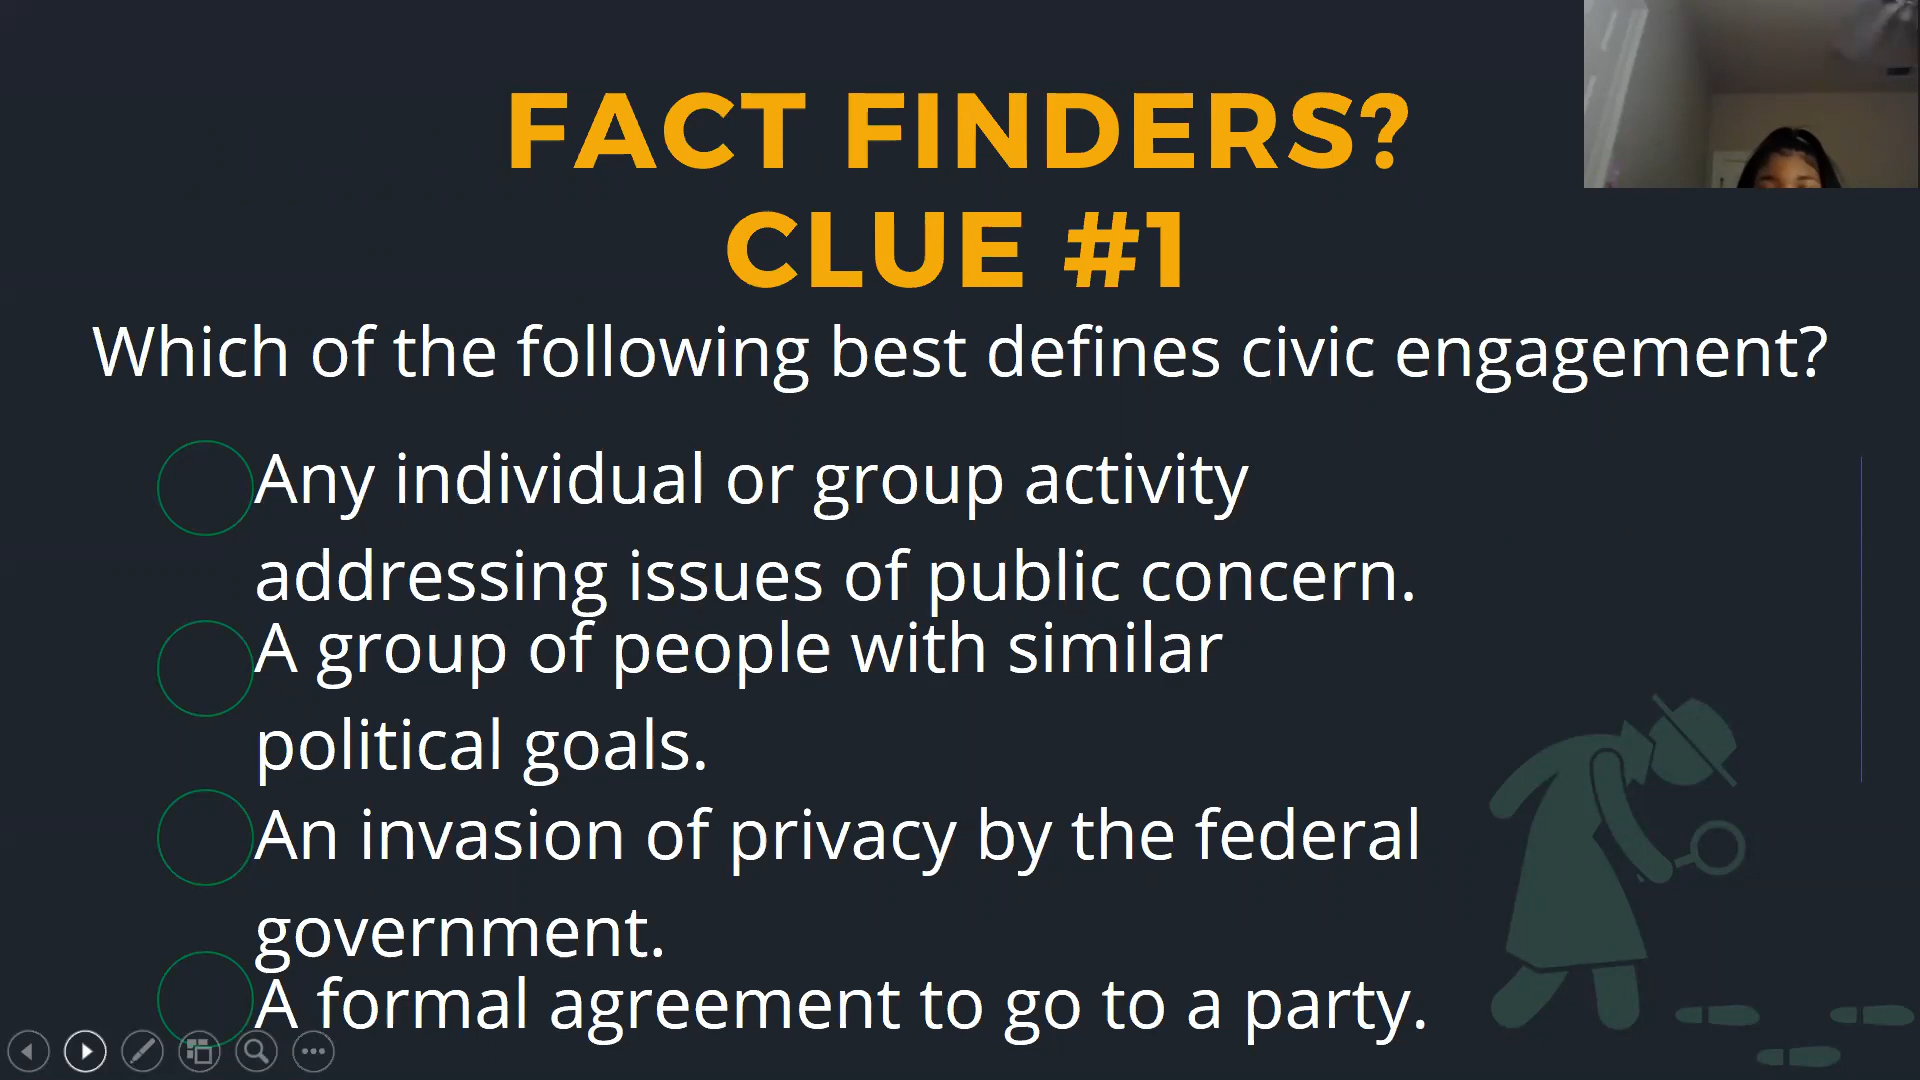 FACT FINDERS?
CLUE #1
Which of the following best defines civic engagement?
Any individual or group activity
addressing issues of public concern.
A group of people with similar
political goals.
An invasion of privacy by the federal
government.
A formal agreement to go to a party.